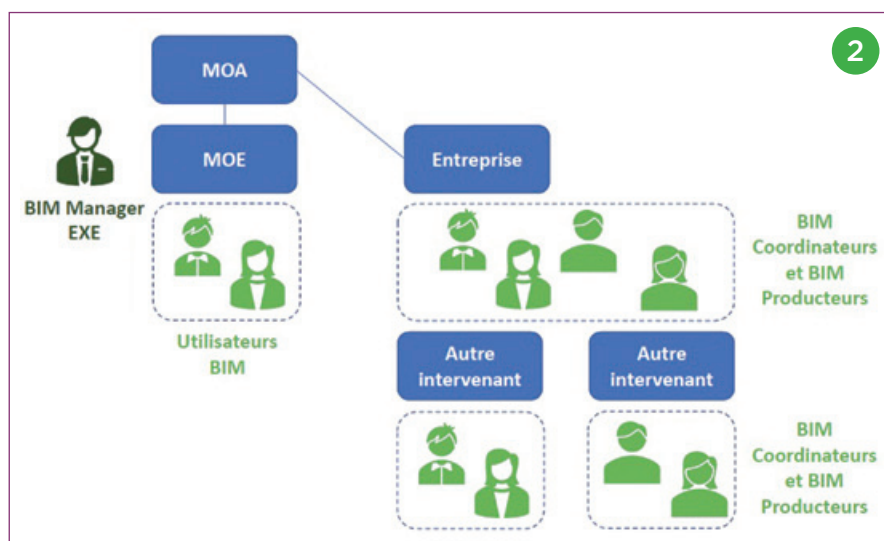 2
MOA
MOE
Entreprise
BIM Manager
EXE
BIM
Coordinateurs
et BIM
Producteurs
Utilisateurs
BIM
Autre
intervenant
Autre
intervenant
BIM
Coordinateurs
et BIM
Producteurs